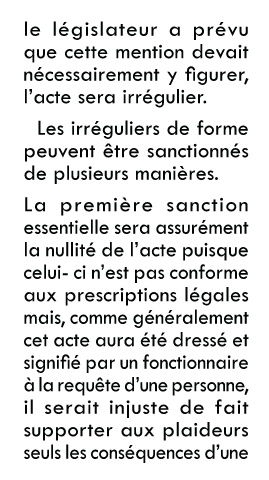 le législateur a prévu
que cette mention devait
nécessairement y figurer,
l'acte sera irrégulier.
Les irréguliers de forme
peuvent être sanctionnés
de plusieurs manières.
La première sanction
essentielle sera assurément
la nullité de l'acte puisque
celui- ci n'est pas conforme
aux prescriptions légales
mais, comme généralement
cet acte aura été dressé et
signifié par un fonctionnaire
à la requête d'une personne,
il serait injuste de fait
supporter aux plaideurs
seuls les conséquences d'une